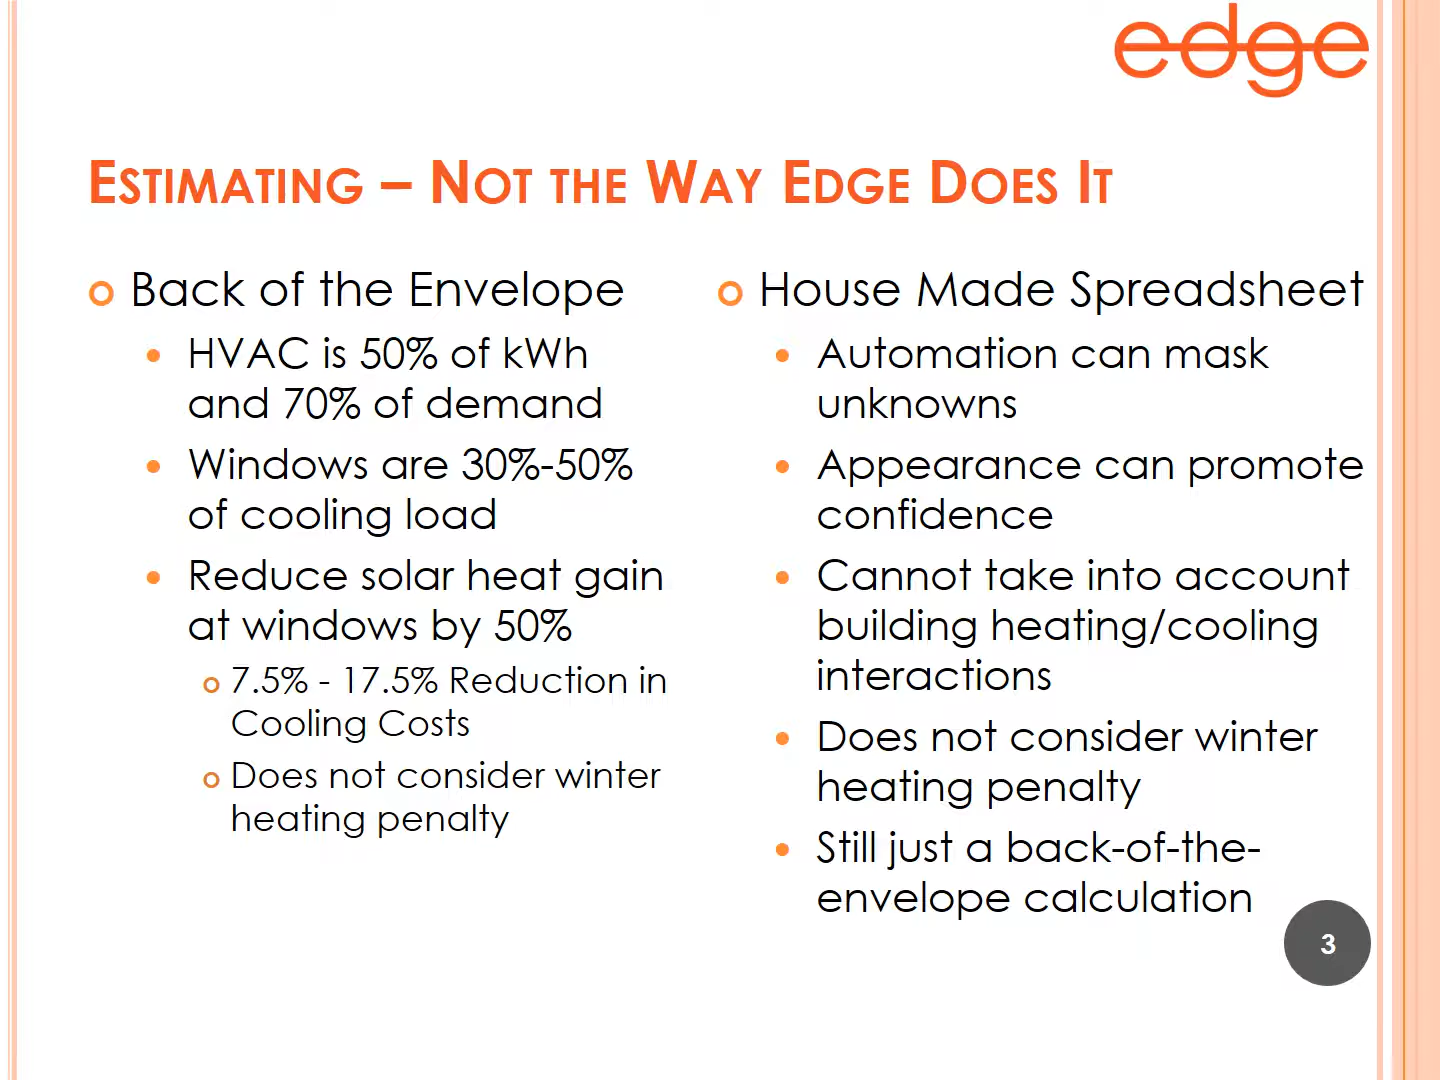 edge
Estimating – Not the Way Edge Does It
Back of the Envelope
HVAC is 50% of kWh
and 70% of demand
Windows are 30%-50%
of cooling load
Reduce solar heat gain
at windows by 50%
7.5% - 17.5% Reduction in
Cooling Costs
Does not consider winter
heating penalty
House Made Spreadsheet
Automation can mask
unknowns
Appearance can promote
confidence
Cannot take into account
building heating/cooling
interactions
Does not consider winter
heating penalty
Still just a back-of-the-
envelope calculation
3